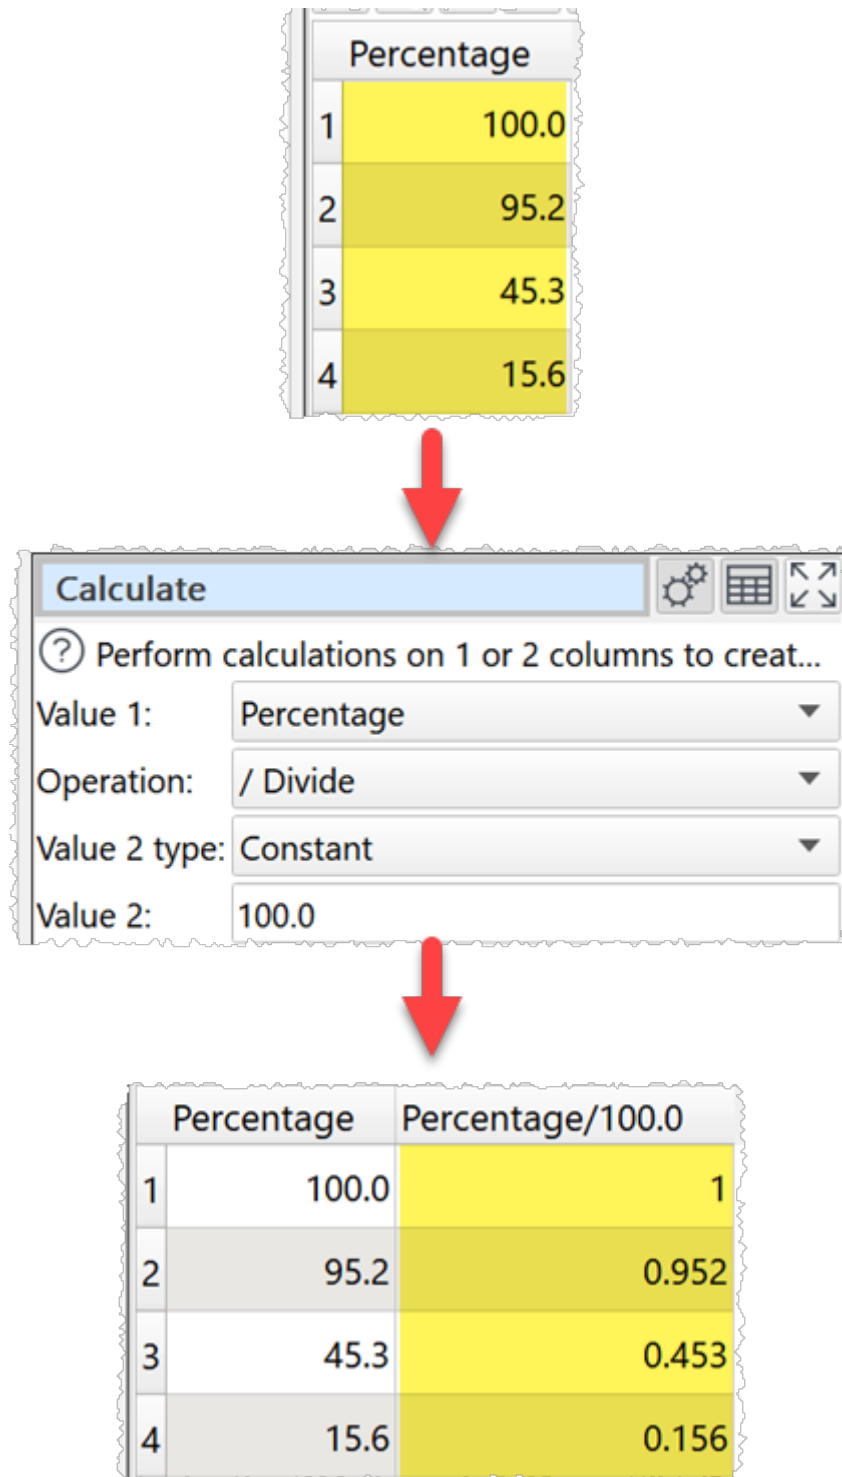 Percentage
1 100.0
2 95.2
3 45.3
4 15.6
Calculate
? Perform calculations on 1 or 2 columns to creat...
Value 1: Percentage
Operation: / Divide
Value 2 type: Constant
Value 2: 100.0
Percentage Percentage/100.0
1 100.0 1
2 95.2 0.952
3 45.3 0.453
4 15.6 0.156